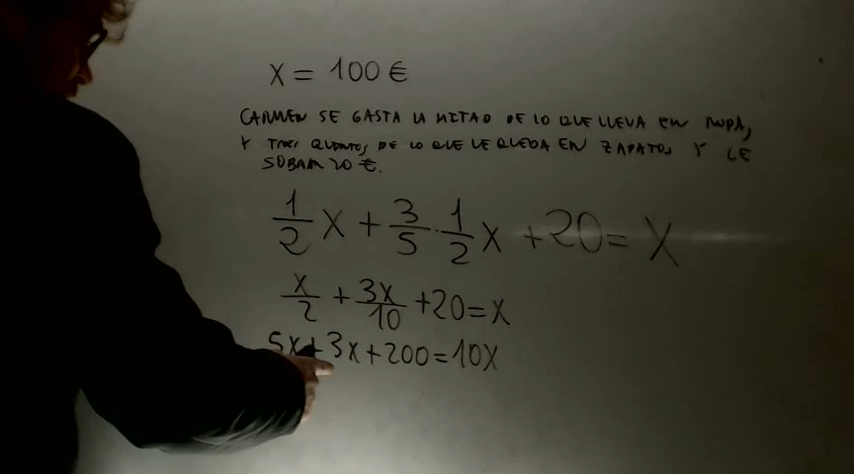 X = 100 €
CARMEN SE GASTA LA MITAD DE LO QUE LLEVA EN ROPA,
Y TRES QUINTOS DE LO QUE LE QUEDA EN ZAPATOS Y LE
SOBAN 20 €.
1/2 X + 3/5 · 1/2 X + 20 = X
X/2 + 3X/10 + 20 = X
5X + 3X + 200 = 10X